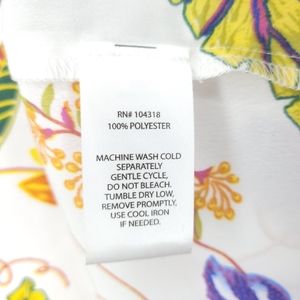 RN# 104318
100% POLYESTER
MACHINE WASH COLD
SEPARATELY
GENTLE CYCLE,
DO NOT BLEACH.
TUMBLE DRY LOW,
REMOVE PROMPTLY,
USE COOL IRON
IF NEEDED.